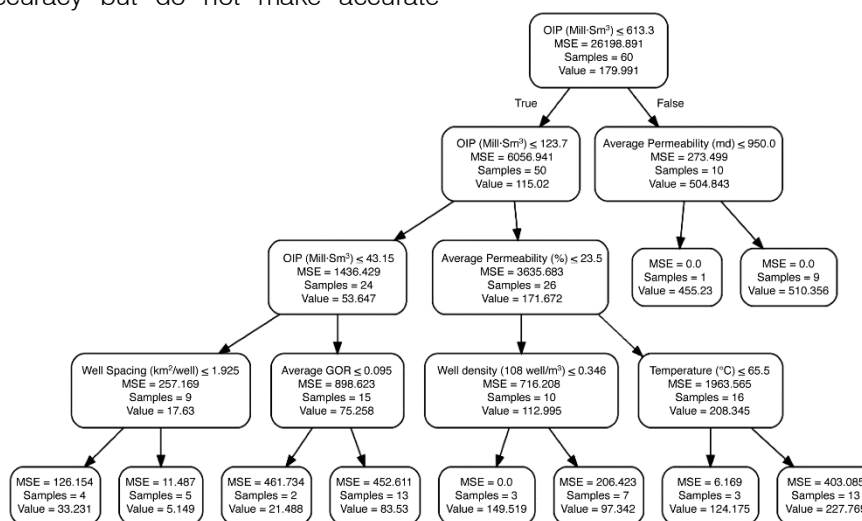 ccuracy but do not make accurate
OIP (Mill·Sm³) ≤ 613.3
MSE = 26198.891
Samples = 60
Value = 179.991
True
False
OIP (Mill·Sm³) ≤ 123.7
MSE = 6056.941
Samples = 50
Value = 115.02
Average Permeability (md) ≤ 950.0
MSE = 273.499
Samples = 10
Value = 504.843
OIP (Mill·Sm³) ≤ 43.15
MSE = 1436.429
Samples = 24
Value = 53.647
Average Permeability (%) ≤ 23.5
MSE = 3635.683
Samples = 26
Value = 171.672
MSE = 0.0
Samples = 1
Value = 455.23
MSE = 0.0
Samples = 9
Value = 510.356
Well Spacing (km²/well) ≤ 1.925
MSE = 257.169
Samples = 9
Value = 17.63
Average GOR ≤ 0.095
MSE = 898.623
Samples = 15
Value = 75.258
Well density (108 well/m³) ≤ 0.346
MSE = 716.208
Samples = 10
Value = 112.995
Temperature (°C) ≤ 65.5
MSE = 1963.565
Samples = 16
Value = 208.345
MSE = 126.154
Samples = 4
Value = 33.231
MSE = 11.487
Samples = 5
Value = 5.149
MSE = 461.734
Samples = 2
Value = 21.488
MSE = 452.611
Samples = 13
Value = 83.53
MSE = 0.0
Samples = 3
Value = 149.519
MSE = 206.423
Samples = 7
Value = 97.342
MSE = 6.169
Samples = 3
Value = 124.175
MSE = 403.085
Samples = 13
Value = 227.76